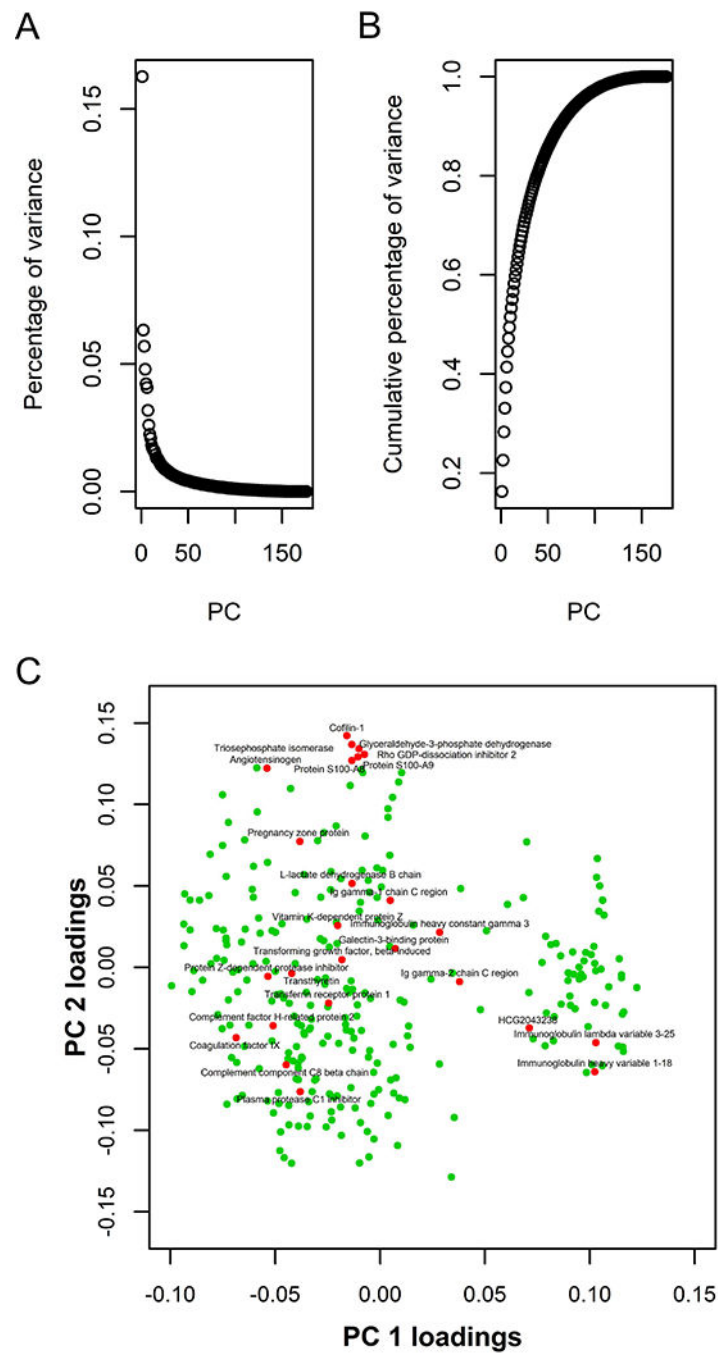 A
B
0.15
0.10
0.05
0.00
Percentage of variance
0 50 150
PC
1.0
0.8
0.6
0.4
0.2
Cumulative percentage of variance
0 50 150
PC
C
Cofilin-1
Glyceraldehyde-3-phosphate dehydrogenase
Triosephosphate isomerase
Rho GDP-dissociation inhibitor 2
Angiotensinogen
Protein S100-A8
Protein S100-A9
Pregnancy zone protein
L-lactate dehydrogenase B chain
Ig gamma-1 chain C region
Vitamin K-dependent protein Z
Immunoglobulin heavy constant gamma 3
Galectin-3-binding protein
Transforming growth factor, beta-induced
Protein Z-dependent protease inhibitor
Ig gamma-2 chain C region
Transthyretin
Transferrin receptor protein 1
Complement factor H-related protein 2
HCG2043238
Immunoglobulin lambda variable 3-25
Coagulation factor IX
Immunoglobulin heavy variable 1-18
Complement component C8 beta chain
Plasma protease C1 inhibitor
0.15
0.10
0.05
0.00
-0.05
-0.10
-0.15
PC 2 loadings
-0.10 -0.05 0.00 0.05 0.10 0.15
PC 1 loadings